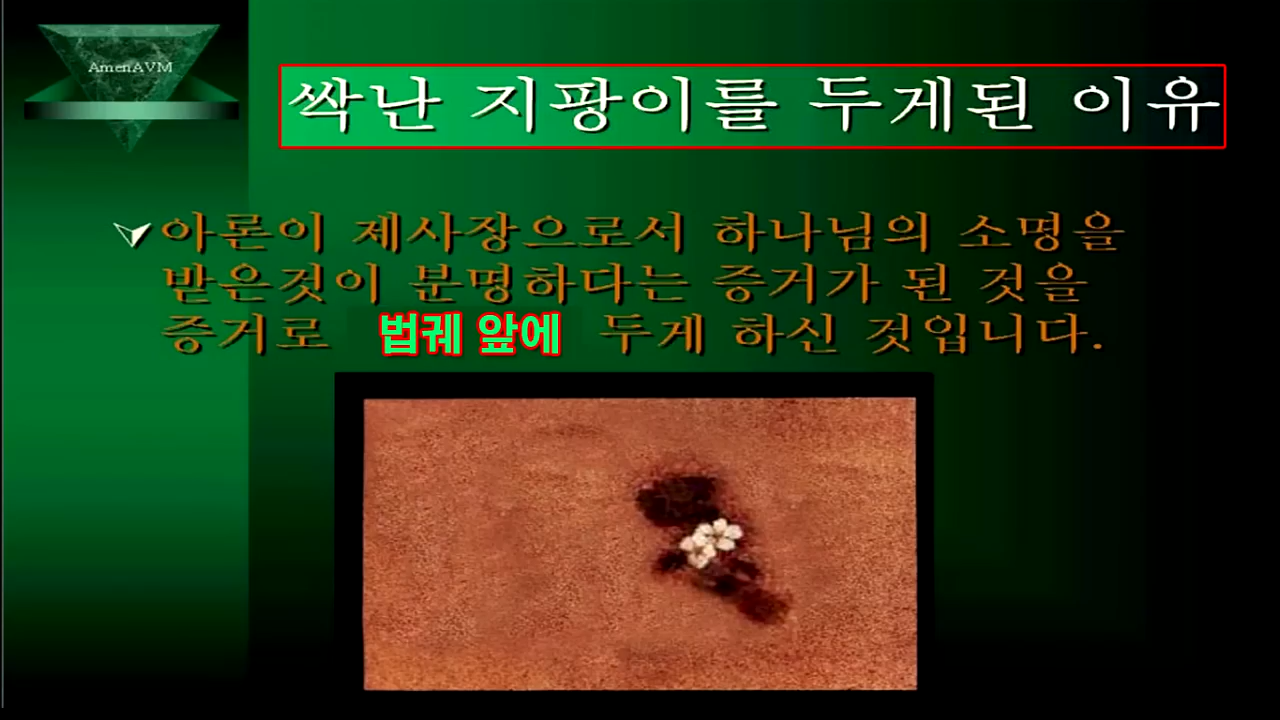 AmenAVM
싹난 지팡이를 두게된 이유
아론이 제사장으로서 하나님의 소명을
받은것이 분명하다는 증거가 된 것을
증거로 법궤 앞에 두게 하신 것입니다.